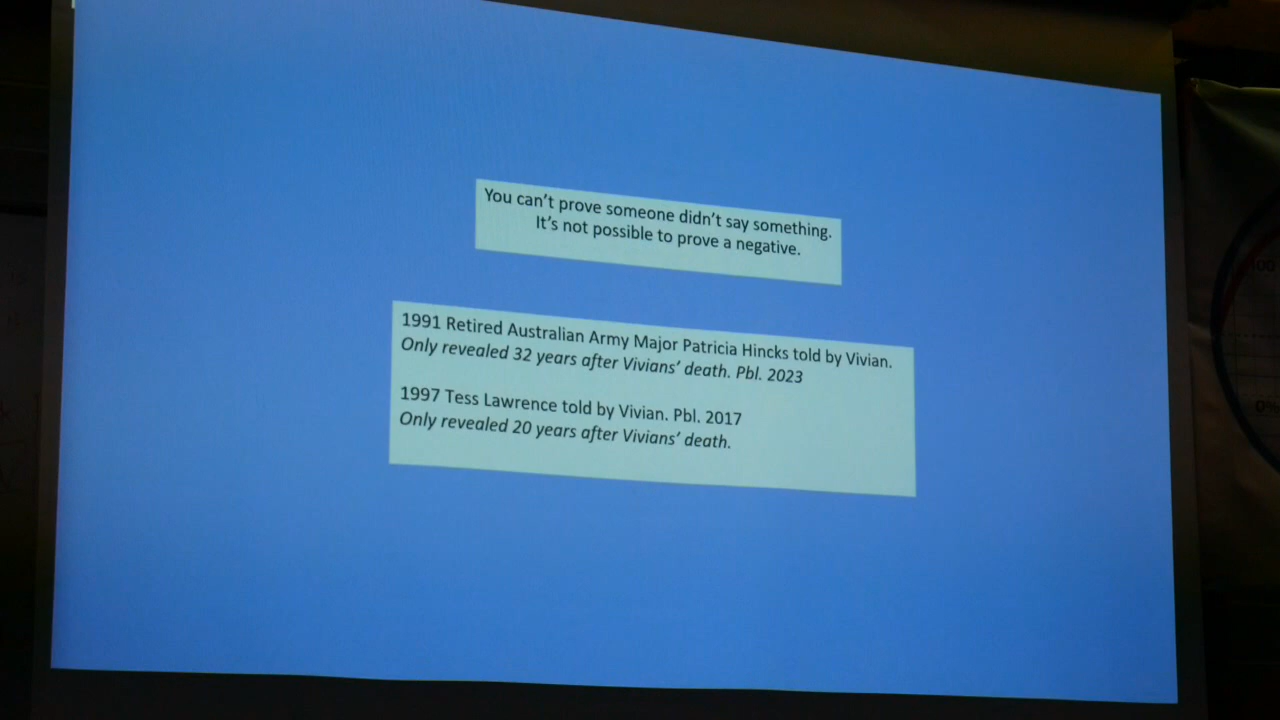 You can't prove someone didn't say something.
It's not possible to prove a negative.
1991 Retired Australian Army Major Patricia Hincks told by Vivian.
Only revealed 32 years after Vivians' death. Pbl. 2023
1997 Tess Lawrence told by Vivian. Pbl. 2017
Only revealed 20 years after Vivians' death.
100
0%